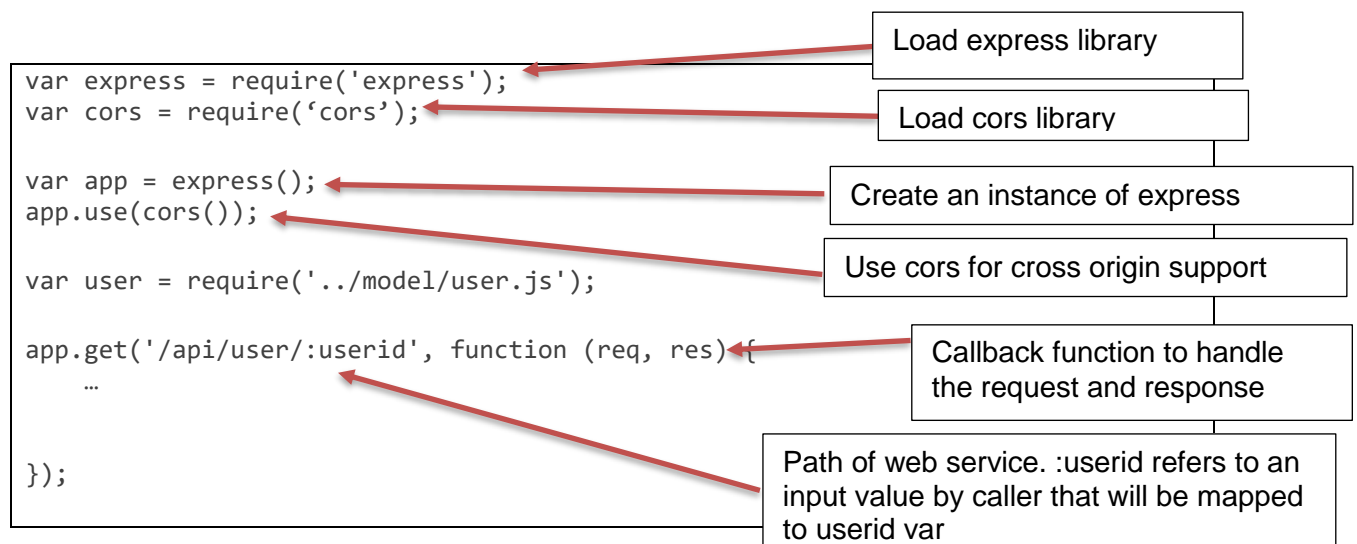 Load express library
var express = require('express');
var cors = require(‘cors’);
Load cors library
var app = express();
Create an instance of express
app.use(cors());
Use cors for cross origin support
var user = require('../model/user.js');
app.get('/api/user/:userid', function (req, res) {
Callback function to handle
the request and response
…
Path of web service. :userid refers to an
input value by caller that will be mapped
to userid var
});